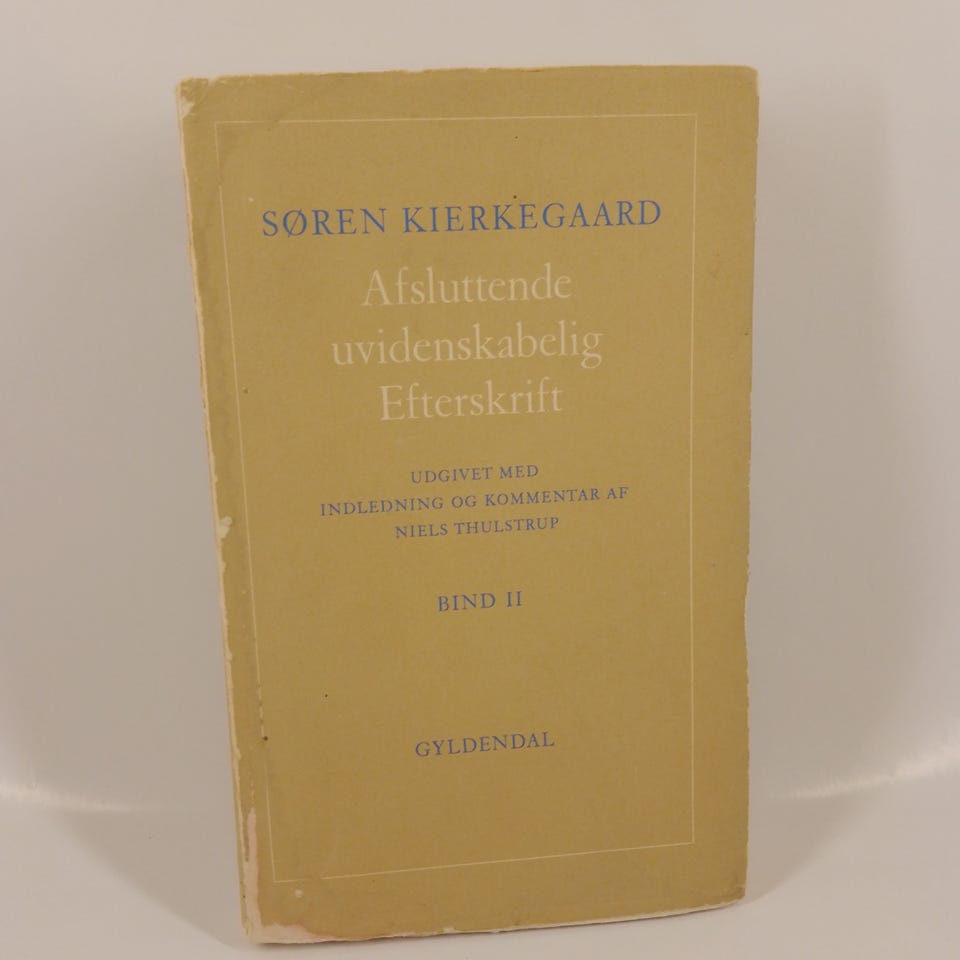 SØREN KIERKEGAARD
Afsluttende
uvidenskabelig
Efterskrift
UDGIVET MED
INDLEDNING OG KOMMENTAR AF
NIELS THULSTRUP
BIND II
GYLDENDAL